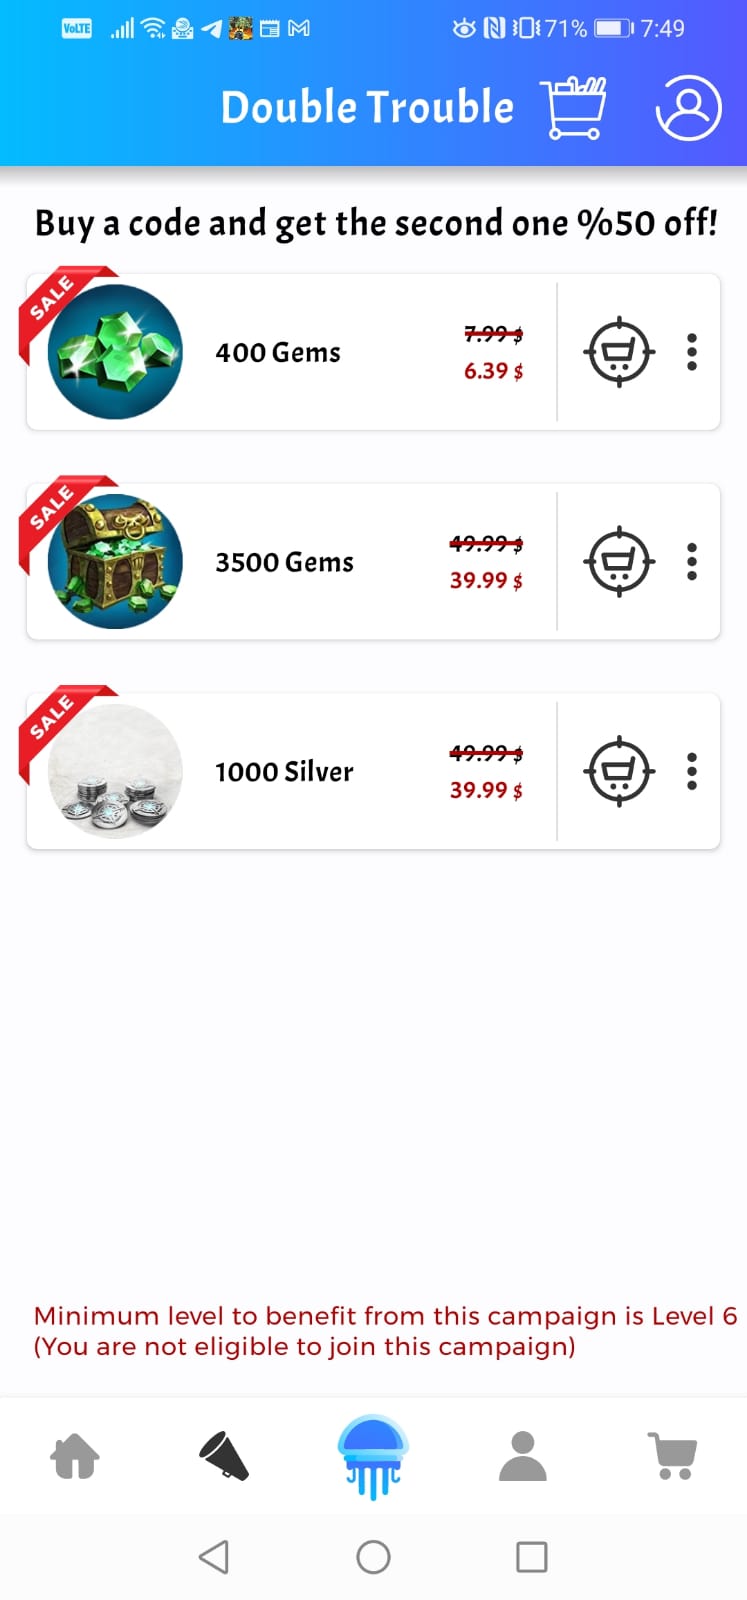 VoLTE 71% 7:49
Double Trouble
Buy a code and get the second one %50 off!
SALE
400 Gems
7.99 $
6.39 $
SALE
3500 Gems
49.99 $
39.99 $
SALE
1000 Silver
49.99 $
39.99 $
Minimum level to benefit from this campaign is Level 6
(You are not eligible to join this campaign)